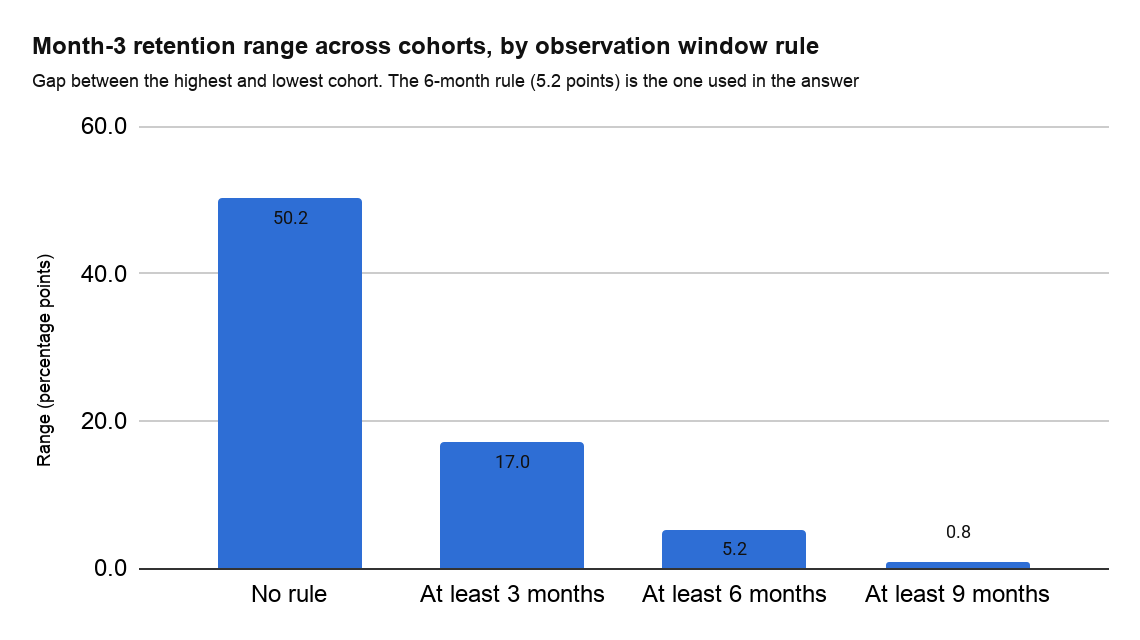 Month-3 retention range across cohorts, by observation window rule
Gap between the highest and lowest cohort. The 6-month rule (5.2 points) is the one used in the answer
Range (percentage points)
60.0
40.0
20.0
0.0
50.2
17.0
5.2
0.8
No rule
At least 3 months
At least 6 months
At least 9 months